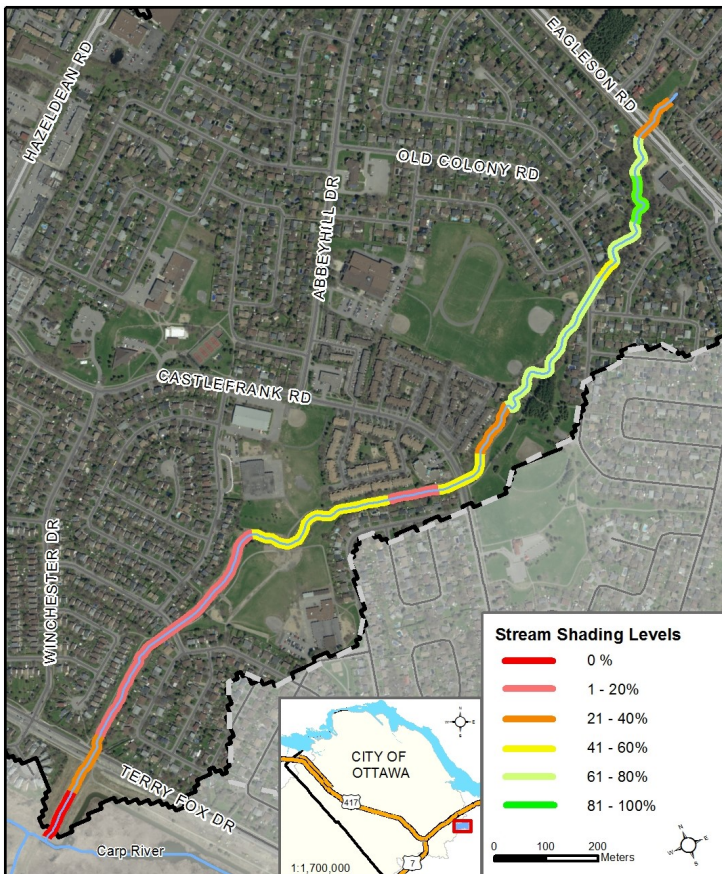 EAGLESON RD
HAZELDEAN RD
OLD COLONY RD
ABBEYHILL DR
CASTLEFRANK RD
WINCHESTER DR
TERRY FOX DR
Carp River
CITY OF
OTTAWA
417
7
1:1,700,000
N
W E
S
Stream Shading Levels
0 %
1 - 20%
21 - 40%
41 - 60%
61 - 80%
81 - 100%
0 100 200
Meters
N
W E
S